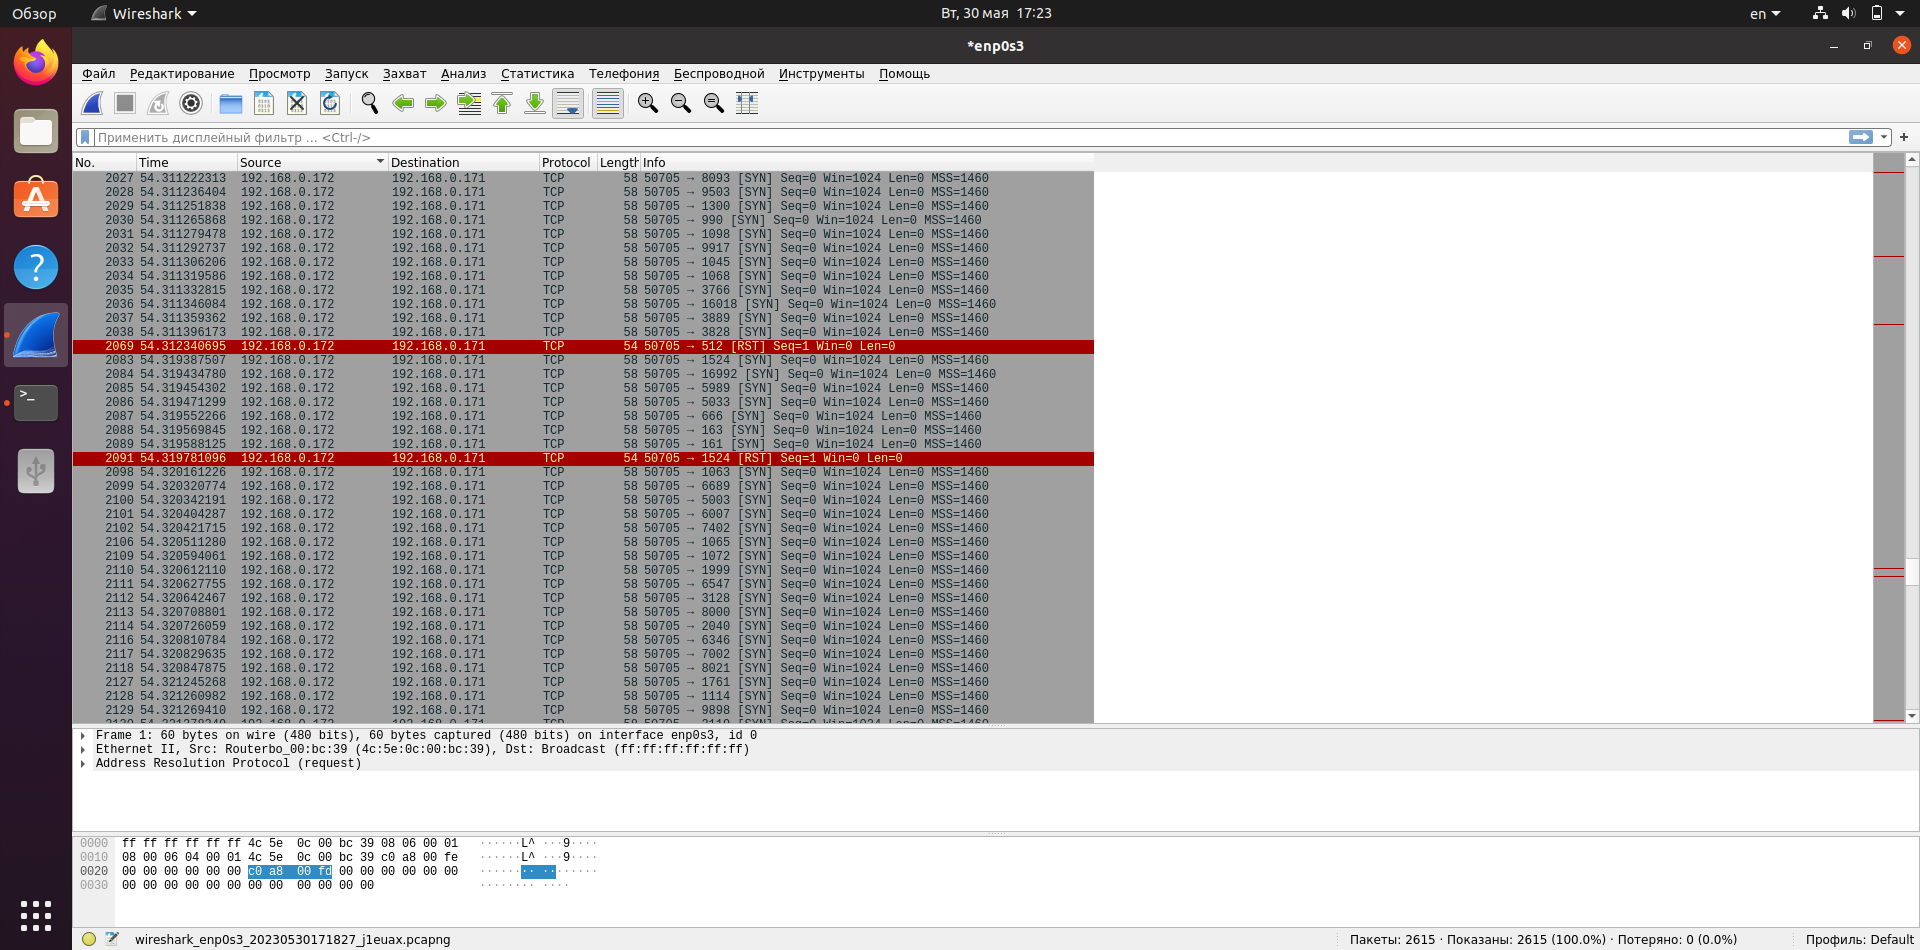 Обзор Wireshark Вт, 30 мая 17:23 en
*enp0s3
Файл Редактирование Просмотр Запуск Захват Анализ Статистика Телефония Беспроводной Инструменты Помощь
Применить дисплейный фильтр ... <Ctrl-/>
No. Time Source Destination Protocol Length Info
2027 54.311222313 192.168.0.172 192.168.0.171 TCP 58 50705 → 8093 [SYN] Seq=0 Win=1024 Len=0 MSS=1460
2028 54.311236404 192.168.0.172 192.168.0.171 TCP 58 50705 → 9503 [SYN] Seq=0 Win=1024 Len=0 MSS=1460
2029 54.311251838 192.168.0.172 192.168.0.171 TCP 58 50705 → 1300 [SYN] Seq=0 Win=1024 Len=0 MSS=1460
2030 54.311265868 192.168.0.172 192.168.0.171 TCP 58 50705 → 990 [SYN] Seq=0 Win=1024 Len=0 MSS=1460
2031 54.311279478 192.168.0.172 192.168.0.171 TCP 58 50705 → 1098 [SYN] Seq=0 Win=1024 Len=0 MSS=1460
2032 54.311292737 192.168.0.172 192.168.0.171 TCP 58 50705 → 9917 [SYN] Seq=0 Win=1024 Len=0 MSS=1460
2033 54.311306206 192.168.0.172 192.168.0.171 TCP 58 50705 → 1045 [SYN] Seq=0 Win=1024 Len=0 MSS=1460
2034 54.311319586 192.168.0.172 192.168.0.171 TCP 58 50705 → 1068 [SYN] Seq=0 Win=1024 Len=0 MSS=1460
2035 54.311332815 192.168.0.172 192.168.0.171 TCP 58 50705 → 3766 [SYN] Seq=0 Win=1024 Len=0 MSS=1460
2036 54.311346084 192.168.0.172 192.168.0.171 TCP 58 50705 → 16018 [SYN] Seq=0 Win=1024 Len=0 MSS=1460
2037 54.311359362 192.168.0.172 192.168.0.171 TCP 58 50705 → 3889 [SYN] Seq=0 Win=1024 Len=0 MSS=1460
2038 54.311396173 192.168.0.172 192.168.0.171 TCP 58 50705 → 3828 [SYN] Seq=0 Win=1024 Len=0 MSS=1460
2069 54.312340695 192.168.0.172 192.168.0.171 TCP 54 50705 → 512 [RST] Seq=1 Win=0 Len=0
2083 54.319387507 192.168.0.172 192.168.0.171 TCP 58 50705 → 1524 [SYN] Seq=0 Win=1024 Len=0 MSS=1460
2084 54.319434780 192.168.0.172 192.168.0.171 TCP 58 50705 → 16992 [SYN] Seq=0 Win=1024 Len=0 MSS=1460
2085 54.319454302 192.168.0.172 192.168.0.171 TCP 58 50705 → 5989 [SYN] Seq=0 Win=1024 Len=0 MSS=1460
2086 54.319471299 192.168.0.172 192.168.0.171 TCP 58 50705 → 5033 [SYN] Seq=0 Win=1024 Len=0 MSS=1460
2087 54.319552266 192.168.0.172 192.168.0.171 TCP 58 50705 → 666 [SYN] Seq=0 Win=1024 Len=0 MSS=1460
2088 54.319569845 192.168.0.172 192.168.0.171 TCP 58 50705 → 163 [SYN] Seq=0 Win=1024 Len=0 MSS=1460
2089 54.319588125 192.168.0.172 192.168.0.171 TCP 58 50705 → 161 [SYN] Seq=0 Win=1024 Len=0 MSS=1460
2091 54.319781096 192.168.0.172 192.168.0.171 TCP 54 50705 → 1524 [RST] Seq=1 Win=0 Len=0
2098 54.320161226 192.168.0.172 192.168.0.171 TCP 58 50705 → 1063 [SYN] Seq=0 Win=1024 Len=0 MSS=1460
2099 54.320320774 192.168.0.172 192.168.0.171 TCP 58 50705 → 6689 [SYN] Seq=0 Win=1024 Len=0 MSS=1460
2100 54.320342191 192.168.0.172 192.168.0.171 TCP 58 50705 → 5003 [SYN] Seq=0 Win=1024 Len=0 MSS=1460
2101 54.320404287 192.168.0.172 192.168.0.171 TCP 58 50705 → 6007 [SYN] Seq=0 Win=1024 Len=0 MSS=1460
2102 54.320421715 192.168.0.172 192.168.0.171 TCP 58 50705 → 7402 [SYN] Seq=0 Win=1024 Len=0 MSS=1460
2106 54.320511280 192.168.0.172 192.168.0.171 TCP 58 50705 → 1065 [SYN] Seq=0 Win=1024 Len=0 MSS=1460
2109 54.320594061 192.168.0.172 192.168.0.171 TCP 58 50705 → 1072 [SYN] Seq=0 Win=1024 Len=0 MSS=1460
2110 54.320612110 192.168.0.172 192.168.0.171 TCP 58 50705 → 1999 [SYN] Seq=0 Win=1024 Len=0 MSS=1460
2111 54.320627755 192.168.0.172 192.168.0.171 TCP 58 50705 → 6547 [SYN] Seq=0 Win=1024 Len=0 MSS=1460
2112 54.320642467 192.168.0.172 192.168.0.171 TCP 58 50705 → 3128 [SYN] Seq=0 Win=1024 Len=0 MSS=1460
2113 54.320708801 192.168.0.172 192.168.0.171 TCP 58 50705 → 8000 [SYN] Seq=0 Win=1024 Len=0 MSS=1460
2114 54.320726059 192.168.0.172 192.168.0.171 TCP 58 50705 → 2040 [SYN] Seq=0 Win=1024 Len=0 MSS=1460
2116 54.320810784 192.168.0.172 192.168.0.171 TCP 58 50705 → 6346 [SYN] Seq=0 Win=1024 Len=0 MSS=1460
2117 54.320829635 192.168.0.172 192.168.0.171 TCP 58 50705 → 7002 [SYN] Seq=0 Win=1024 Len=0 MSS=1460
2118 54.320847875 192.168.0.172 192.168.0.171 TCP 58 50705 → 8021 [SYN] Seq=0 Win=1024 Len=0 MSS=1460
2127 54.321245268 192.168.0.172 192.168.0.171 TCP 58 50705 → 1761 [SYN] Seq=0 Win=1024 Len=0 MSS=1460
2128 54.321260982 192.168.0.172 192.168.0.171 TCP 58 50705 → 1114 [SYN] Seq=0 Win=1024 Len=0 MSS=1460
2129 54.321269410 192.168.0.172 192.168.0.171 TCP 58 50705 → 9898 [SYN] Seq=0 Win=1024 Len=0 MSS=1460
Frame 1: 60 bytes on wire (480 bits), 60 bytes captured (480 bits) on interface enp0s3, id 0
Ethernet II, Src: Routerbo_00:bc:39 (4c:5e:0c:00:bc:39), Dst: Broadcast (ff:ff:ff:ff:ff:ff)
Address Resolution Protocol (request)
0000 ff ff ff ff ff ff 4c 5e 0c 00 bc 39 08 06 00 01 ······L^ ···9····
0010 08 00 06 04 00 01 4c 5e 0c 00 bc 39 c0 a8 00 fe ······L^ ···9····
0020 00 00 00 00 00 00 c0 a8 00 fd 00 00 00 00 00 00 ········ ········
0030 00 00 00 00 00 00 00 00 00 00 00 00 ········ ····
wireshark_enp0s3_20230530171827_j1euax.pcapng Пакеты: 2615 · Показаны: 2615 (100.0%) · Потеряно: 0 (0.0%) Профиль: Default